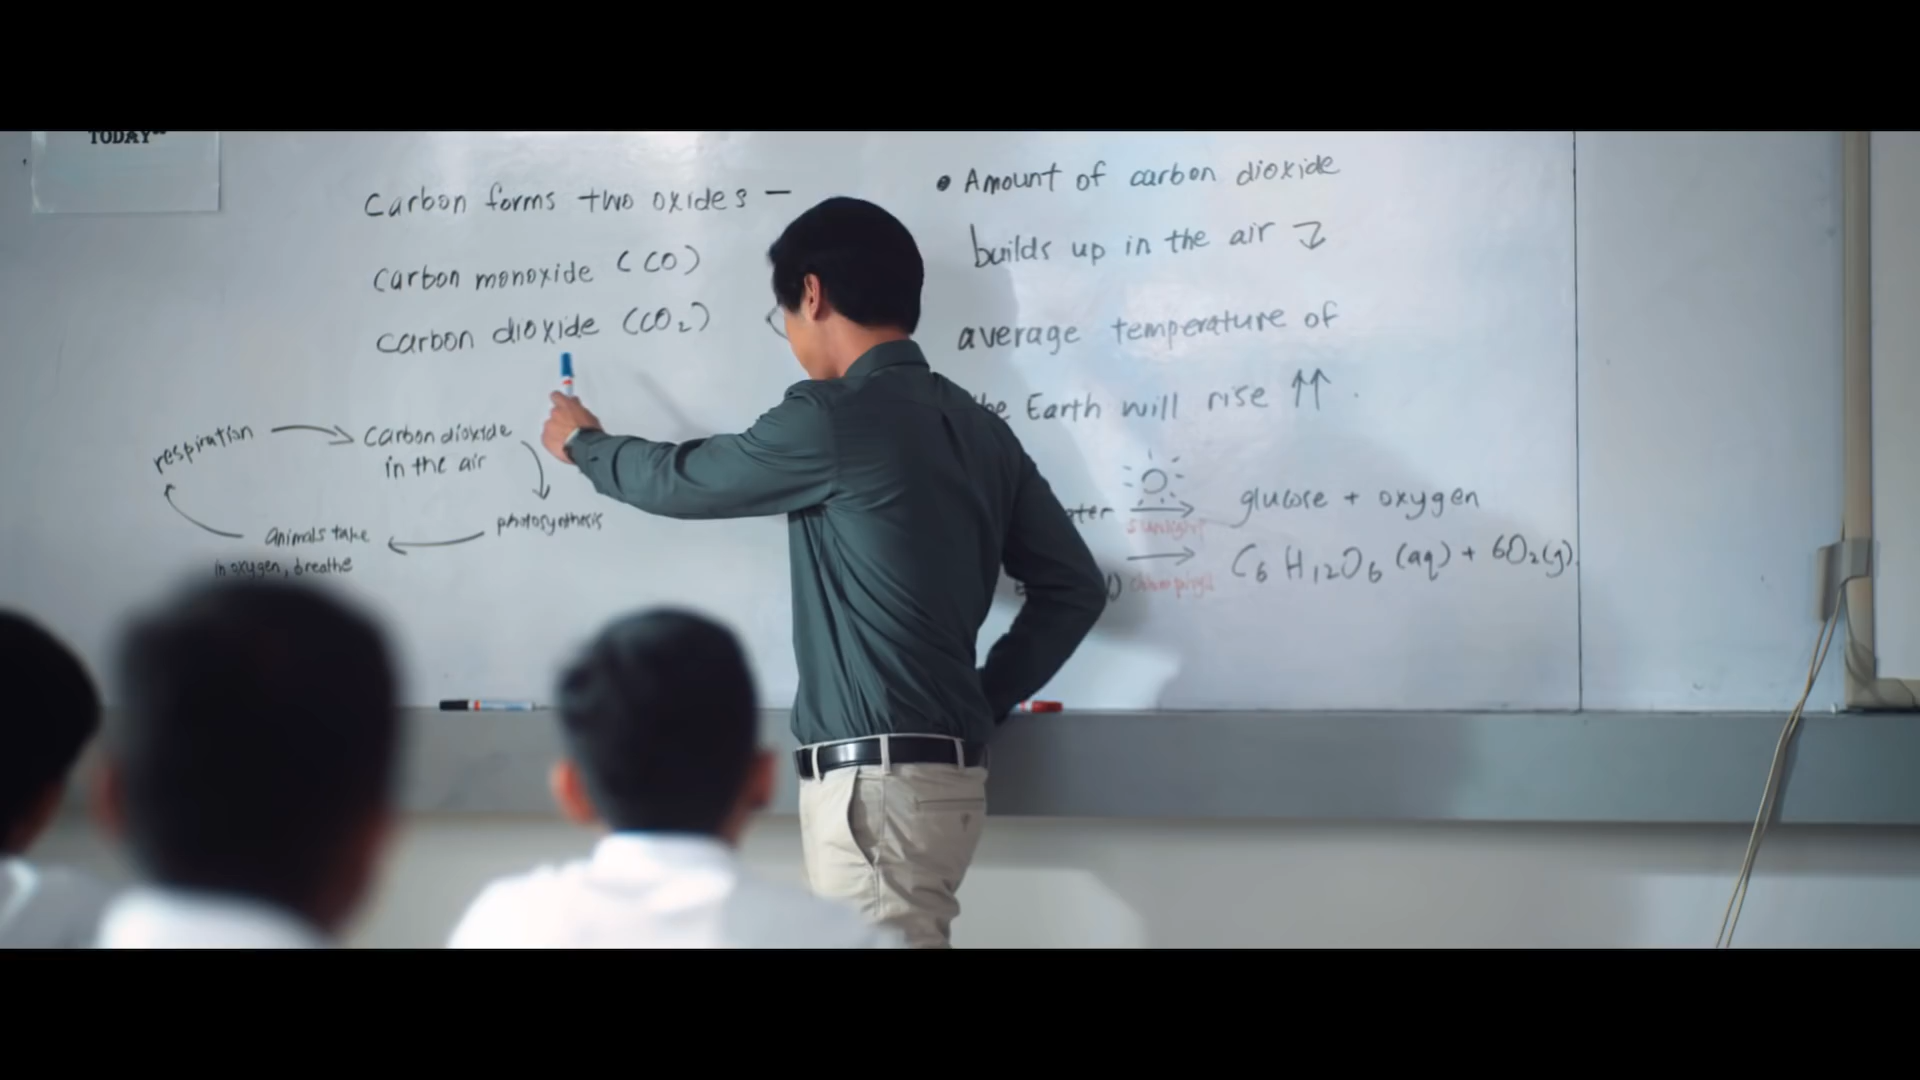 TODAY"
Carbon forms two oxides —
Carbon monoxide (CO)
Carbon dioxide (CO₂)
respiration
Carbon dioxide
in the air
photosynthesis
Animals take
in oxygen, breathe
• Amount of carbon dioxide
builds up in the air
average temperature of
the Earth will rise ↑↑ .
sunlight
glucose + oxygen
C₆H₁₂O₆ (aq) + 6O₂(g)